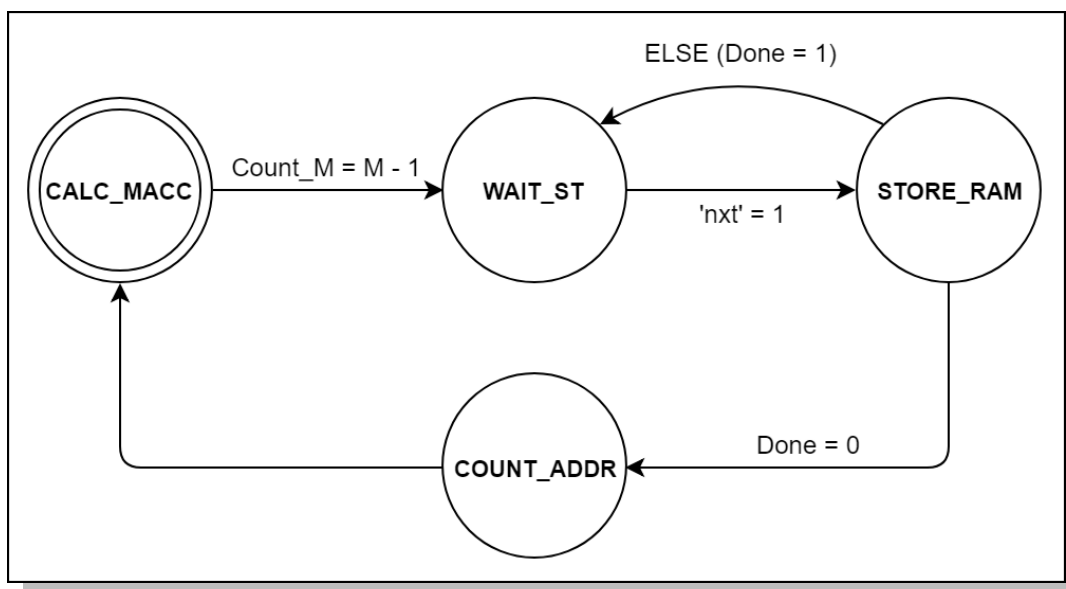 ELSE (Done = 1)
CALC_MACC
Count_M = M - 1
WAIT_ST
'nxt' = 1
STORE_RAM
COUNT_ADDR
Done = 0